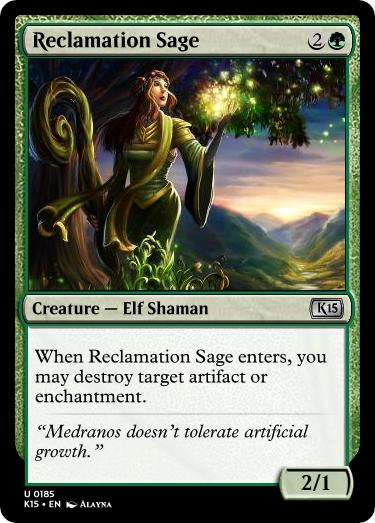 Reclamation Sage 2
Creature — Elf Shaman K15
When Reclamation Sage enters, you
may destroy target artifact or
enchantment.
“Medranos doesn’t tolerate artificial
growth.”
2/1
U 0185
K15 • EN Alayna